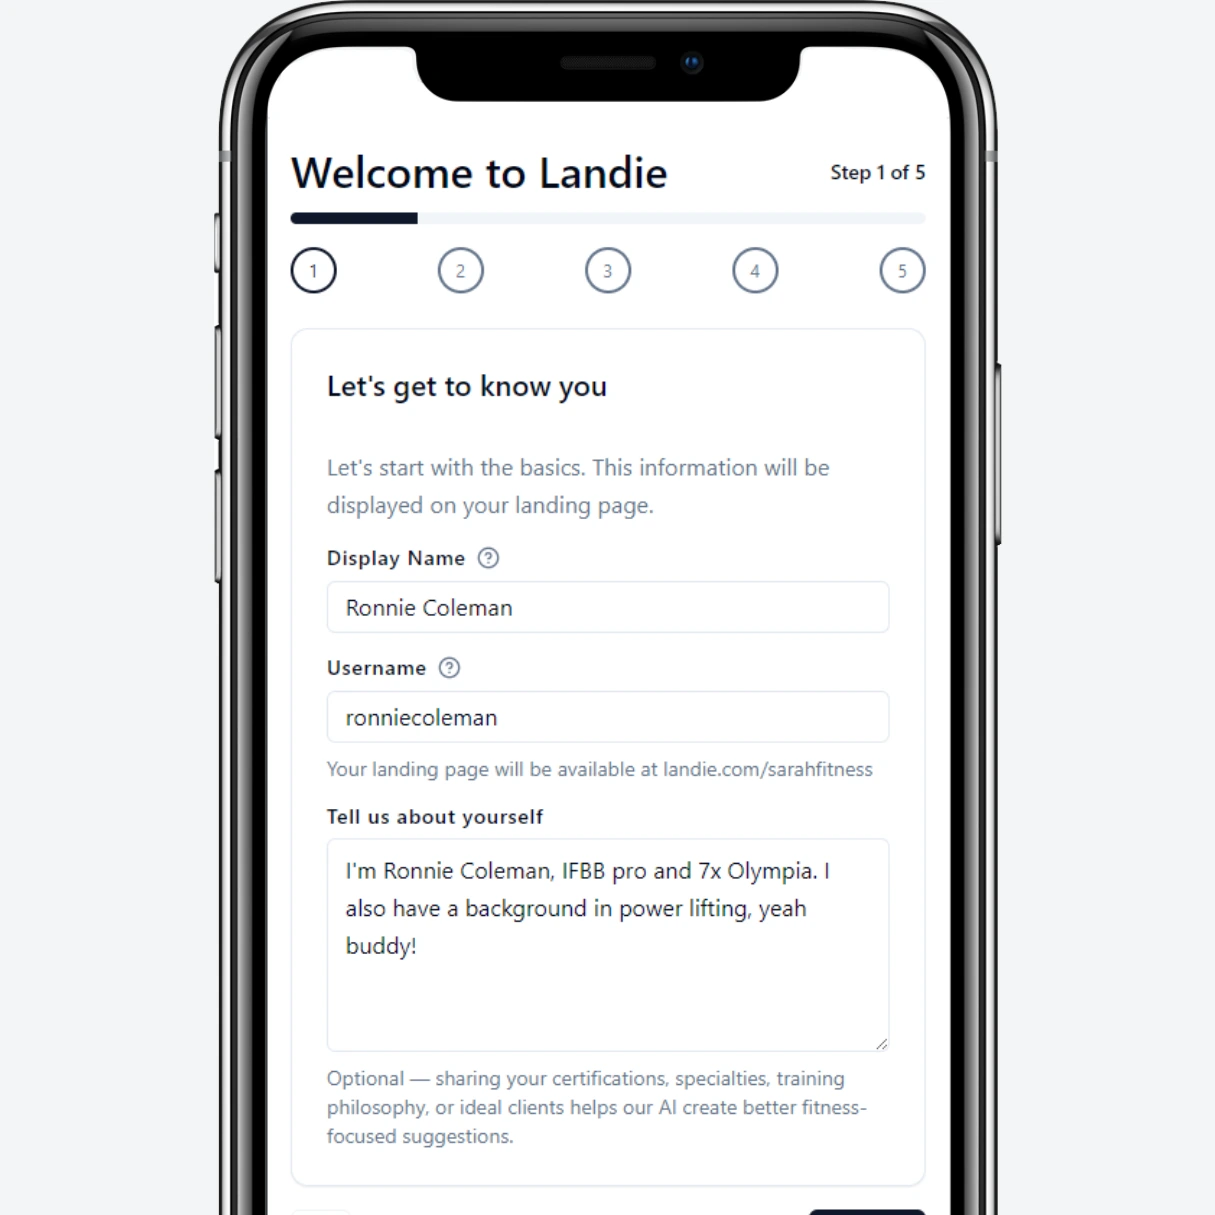 Welcome to Landie
Step 1 of 5
1
2
3
4
5
Let's get to know you
Let's start with the basics. This information will be
displayed on your landing page.
Display Name ?
Ronnie Coleman
Username ?
ronniecoleman
Your landing page will be available at landie.com/sarahfitness
Tell us about yourself
I'm Ronnie Coleman, IFBB pro and 7x Olympia. I
also have a background in power lifting, yeah
buddy!
Optional — sharing your certifications, specialties, training
philosophy, or ideal clients helps our AI create better fitness-
focused suggestions.